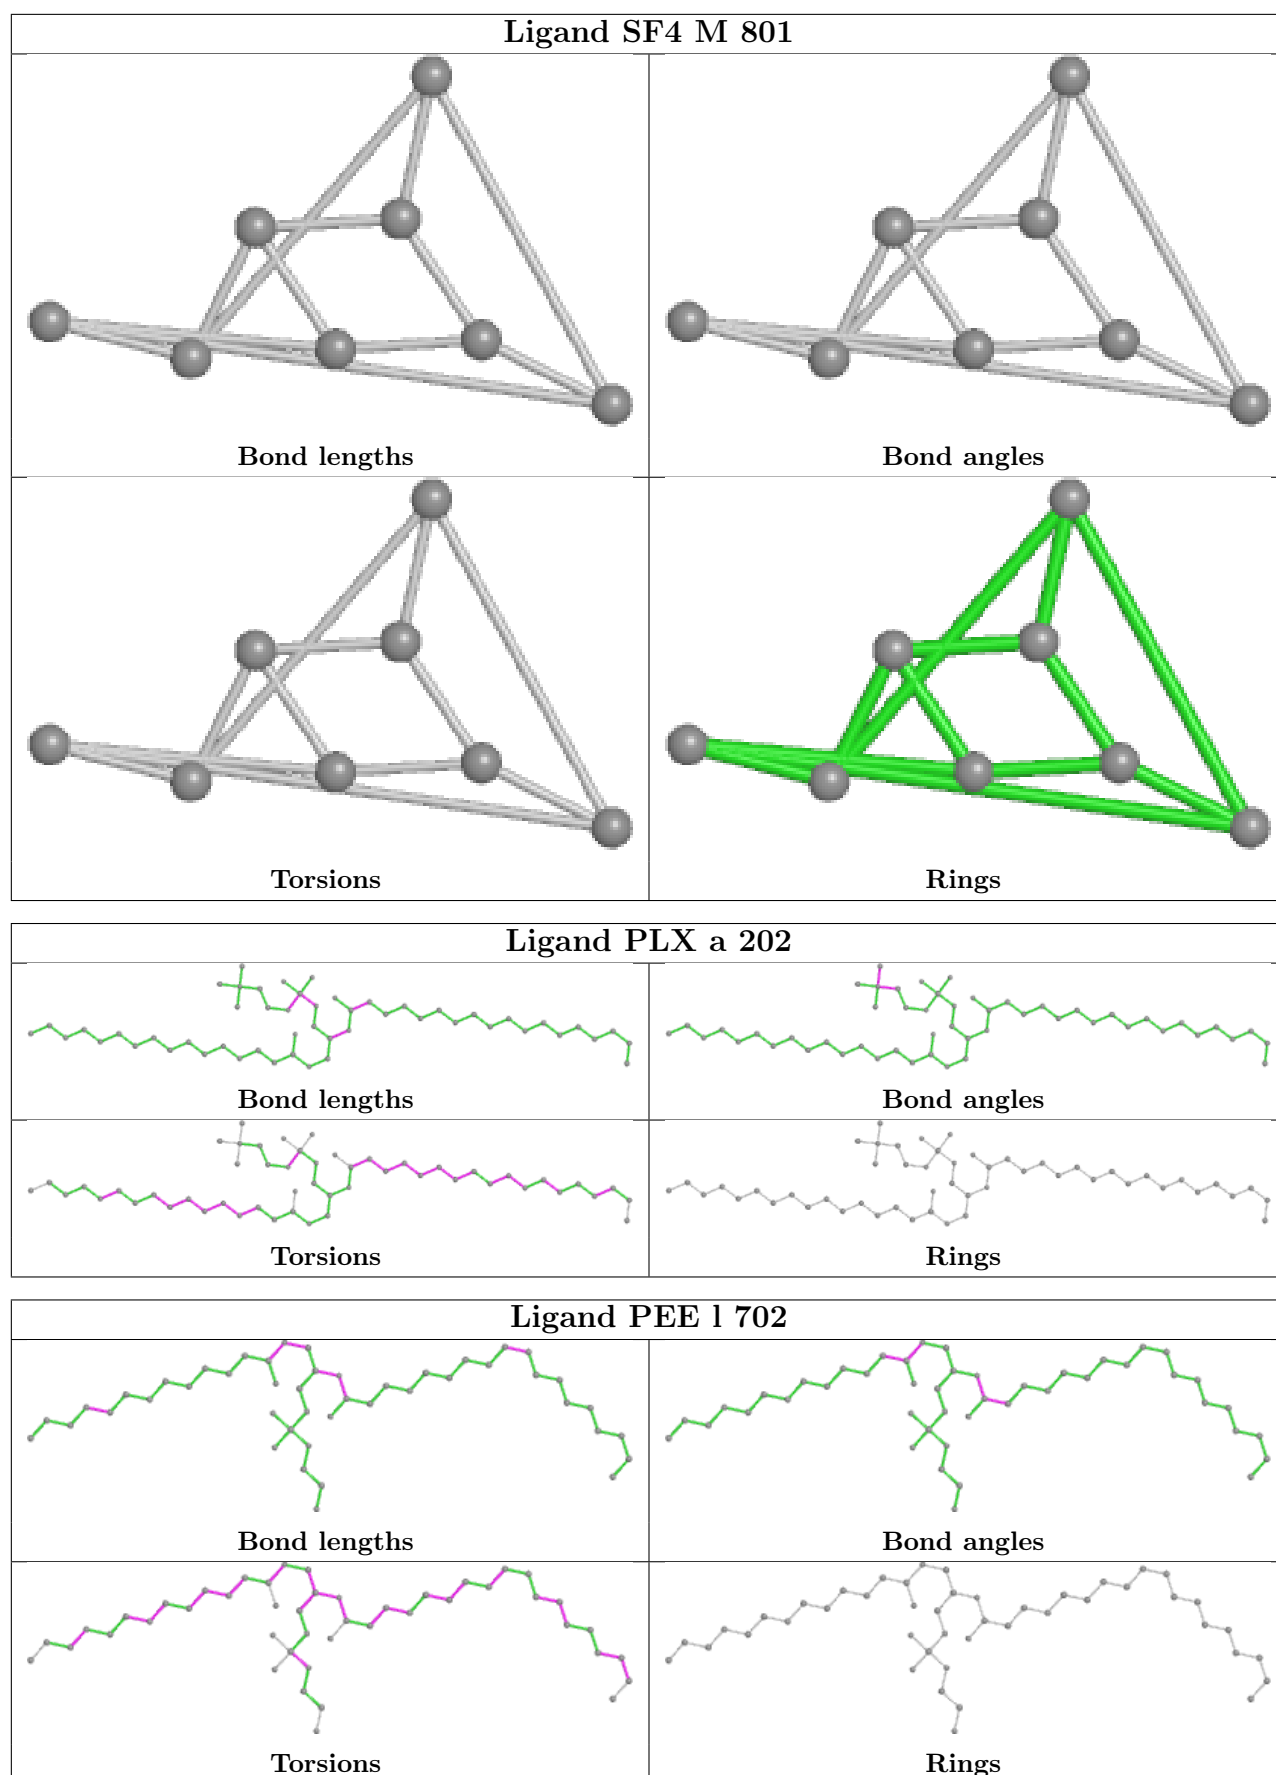 Ligand SF4 M 801
Bond lengths
Bond angles
Torsions
Rings
Ligand PLX a 202
Bond lengths
Bond angles
Torsions
Rings
Ligand PEE l 702
Bond lengths
Bond angles
Torsions
Rings